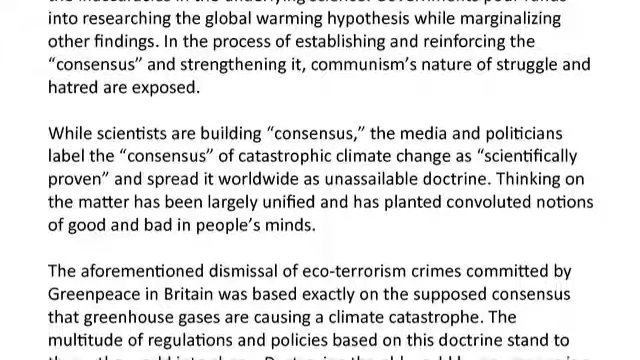 into researching the global warming hypothesis while marginalizing
other findings. In the process of establishing and reinforcing the
“consensus” and strengthening it, communism’s nature of struggle and
hatred are exposed.
While scientists are building “consensus,” the media and politicians
label the “consensus” of catastrophic climate change as “scientifically
proven” and spread it worldwide as unassailable doctrine. Thinking on
the matter has been largely unified and has planted convoluted notions
of good and bad in people’s minds.
The aforementioned dismissal of eco-terrorism crimes committed by
Greenpeace in Britain was based exactly on the supposed consensus
that greenhouse gases are causing a climate catastrophe. The
multitude of regulations and policies based on this doctrine stand to